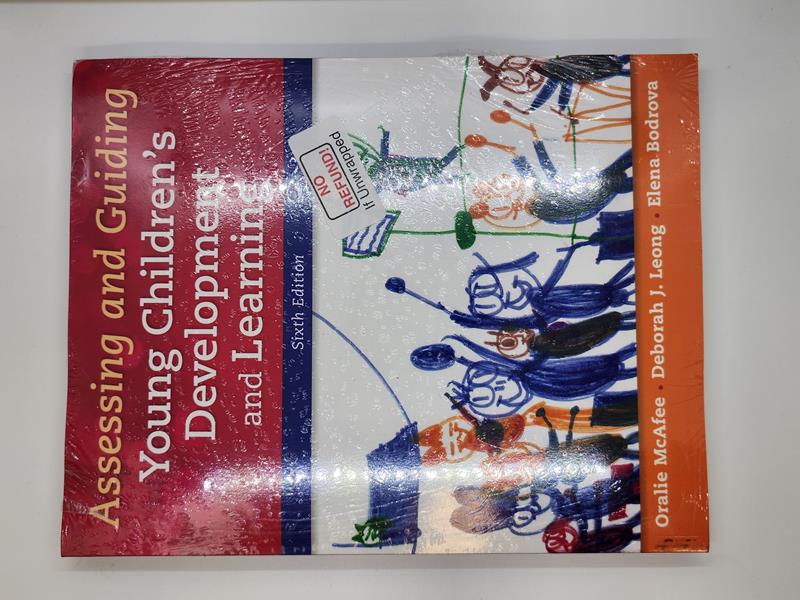 Assessing and Guiding
Young Children's
Development
and Learning
Sixth Edition
NO
REFUND!
If Unwrapped
Oralie McAfee • Deborah J. Leong • Elena Bodrova